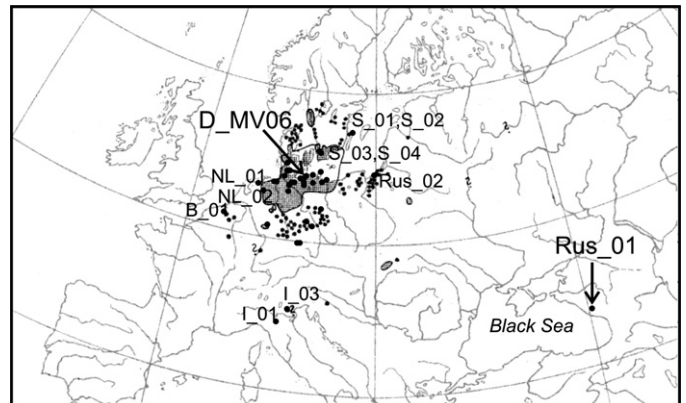 D_MV06
S_01,S_02
S_03,S_04
NL_01
NL_02
Rus_02
B_01
Rus_01
I_03
I_01
Black Sea
?
?
?
?